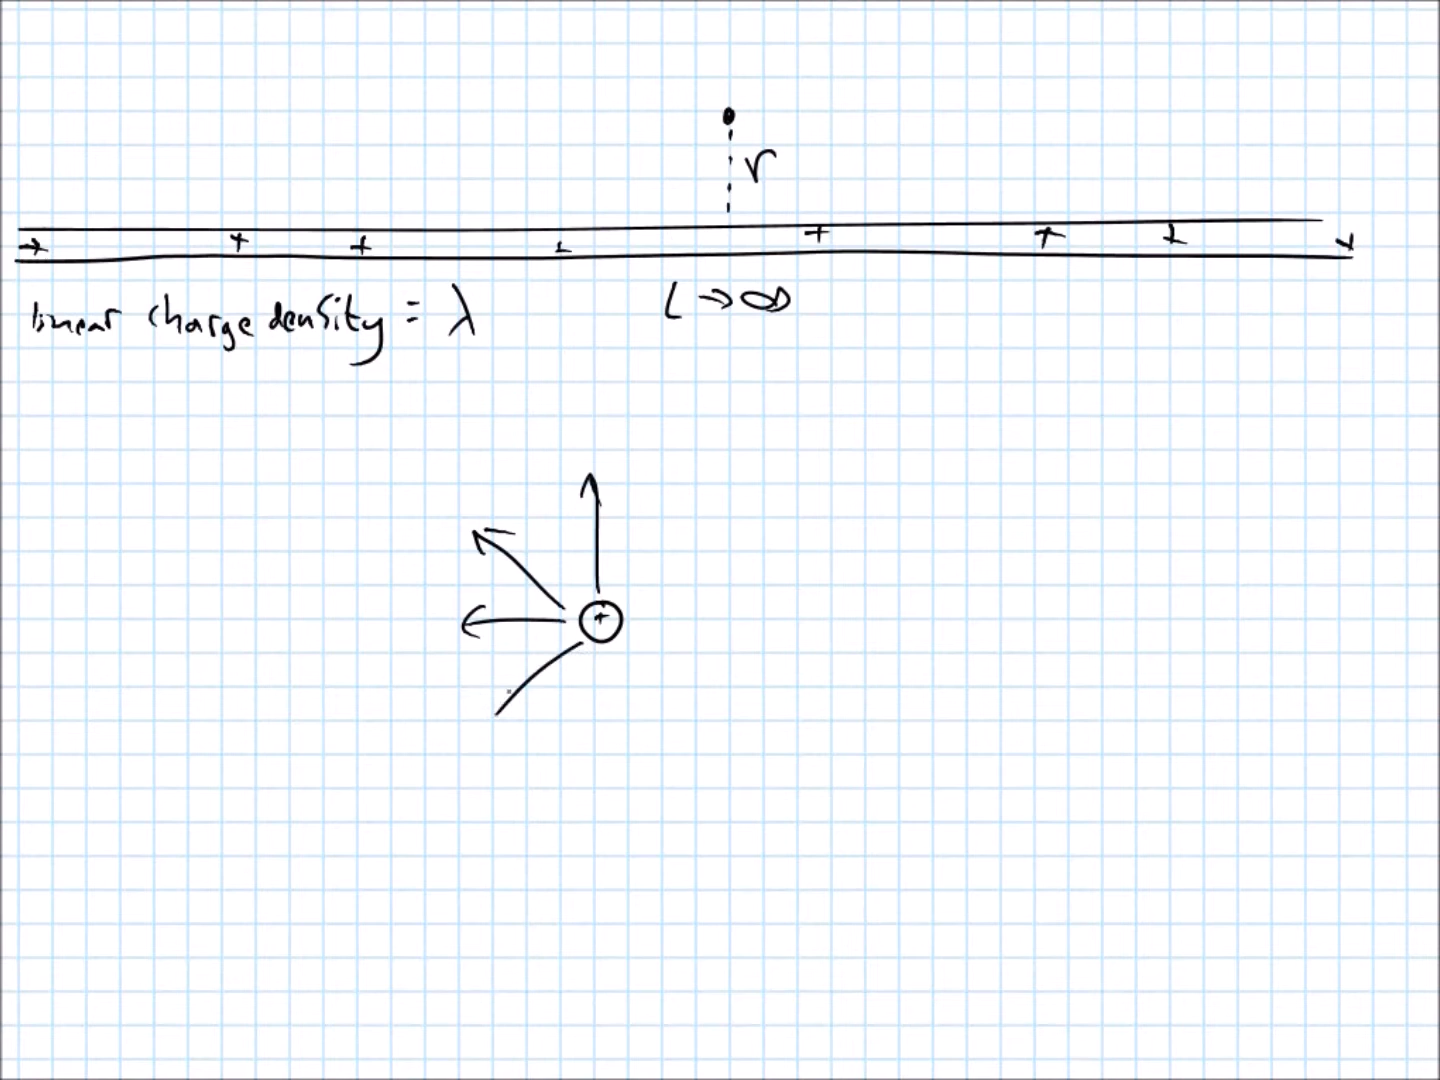 r
+ + + + + + + +
linear charge density = λ
L → ∞
+